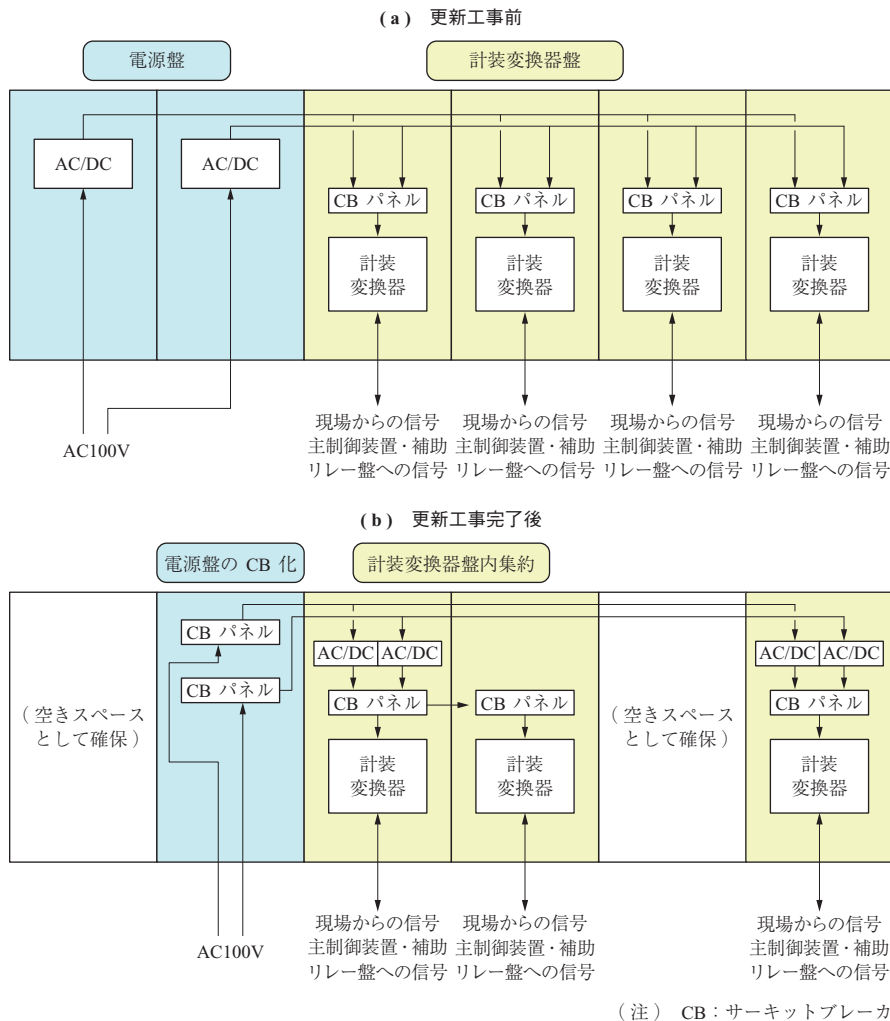 (a) 更新工事前
電源盤
計装変換器盤
AC/DC
AC/DC
CB パネル
CB パネル
CB パネル
CB パネル
計装
変換器
計装
変換器
計装
変換器
計装
変換器
AC100V
現場からの信号
主制御装置・補助
リレー盤への信号
現場からの信号
主制御装置・補助
リレー盤への信号
現場からの信号
主制御装置・補助
リレー盤への信号
現場からの信号
主制御装置・補助
リレー盤への信号
(b) 更新工事完了後
電源盤の CB 化
計装変換器盤内集約
(空きスペース
として確保)
CB パネル
CB パネル
AC/DC
AC/DC
CB パネル
計装
変換器
CB パネル
計装
変換器
(空きスペース
として確保)
AC/DC
AC/DC
CB パネル
計装
変換器
AC100V
現場からの信号
主制御装置・補助
リレー盤への信号
現場からの信号
主制御装置・補助
リレー盤への信号
現場からの信号
主制御装置・補助
リレー盤への信号
(注) CB:サーキットブレーカ